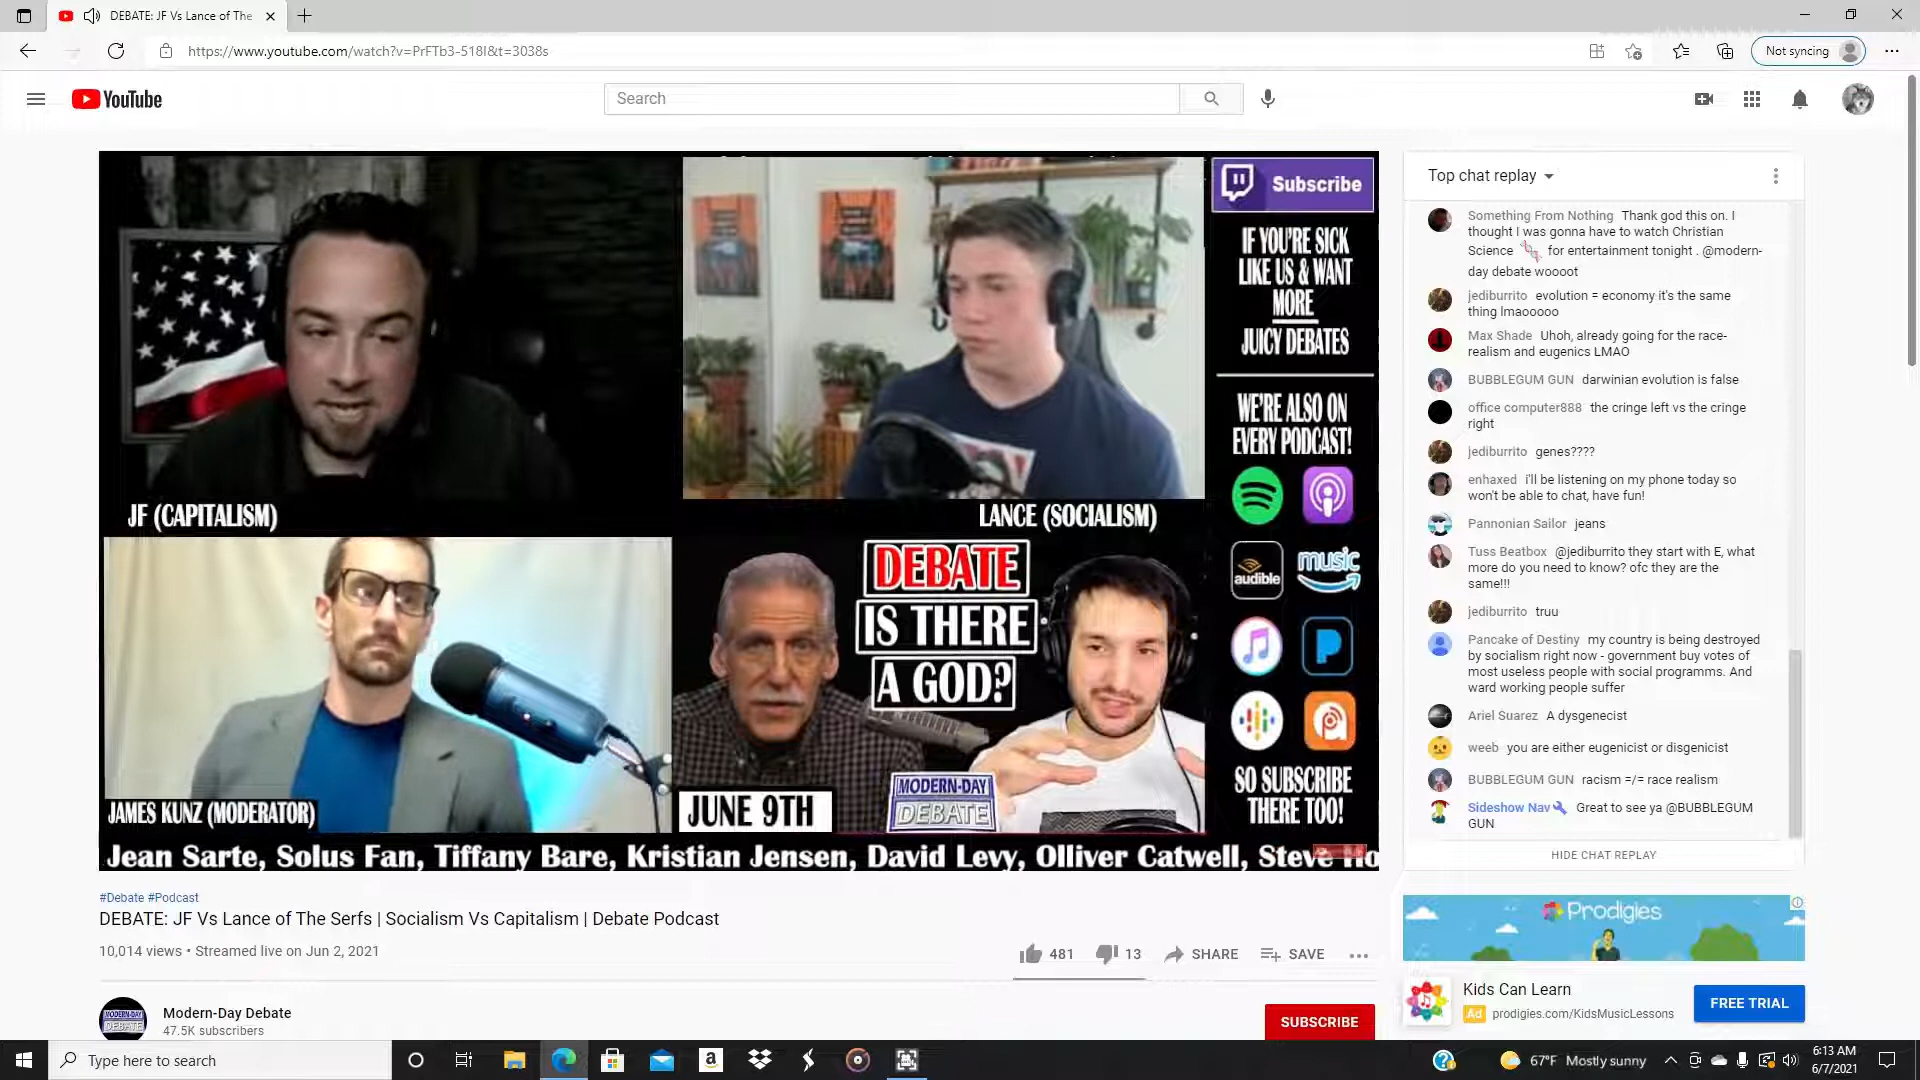 DEBATE: JF Vs Lance of The
https://www.youtube.com/watch?v=PrFTb3-518I&t=3038s
Not syncing
YouTube
Search
Subscribe
IF YOU'RE SICK
LIKE US & WANT
MORE
JUICY DEBATES
WE'RE ALSO ON
EVERY PODCAST!
audible
music
SO SUBSCRIBE
THERE TOO!
JF (CAPITALISM)
LANCE (SOCIALISM)
DEBATE
IS THERE
A GOD?
MODERN-DAY
DEBATE
JUNE 9TH
JAMES KUNZ (MODERATOR)
Jean Sarte, Solus Fan, Tiffany Bare, Kristian Jensen, David Levy, Olliver Catwell, Steve Ho
Top chat replay
Something From Nothing Thank god this on. I
thought I was gonna have to watch Christian
Science for entertainment tonight . @modern-
day debate woooot
jediburrito evolution = economy it's the same
thing lmaooooo
Max Shade Uhoh, already going for the race-
realism and eugenics LMAO
BUBBLEGUM GUN darwinian evolution is false
office computer888 the cringe left vs the cringe
right
jediburrito genes????
enhaxed i'll be listening on my phone today so
won't be able to chat, have fun!
Pannonian Sailor jeans
Tuss Beatbox @jediburrito they start with E, what
more do you need to know? ofc they are the
same!!!
jediburrito truu
Pancake of Destiny my country is being destroyed
by socialism right now - government buy votes of
most useless people with social programms. And
ward working people suffer
Ariel Suarez A dysgenecist
weeb you are either eugenicist or disgenicist
BUBBLEGUM GUN racism =/= race realism
Sideshow Nav Great to see ya @BUBBLEGUM
GUN
HIDE CHAT REPLAY
#Debate #Podcast
DEBATE: JF Vs Lance of The Serfs | Socialism Vs Capitalism | Debate Podcast
10,014 views • Streamed live on Jun 2, 2021
481
13
SHARE
SAVE
MODERN-DAY
DEBATE
Modern-Day Debate
47.5K subscribers
SUBSCRIBE
Prodigies
Kids Can Learn
Ad prodigies.com/KidsMusicLessons
FREE TRIAL
Type here to search
67°F Mostly sunny
6:13 AM
6/7/2021